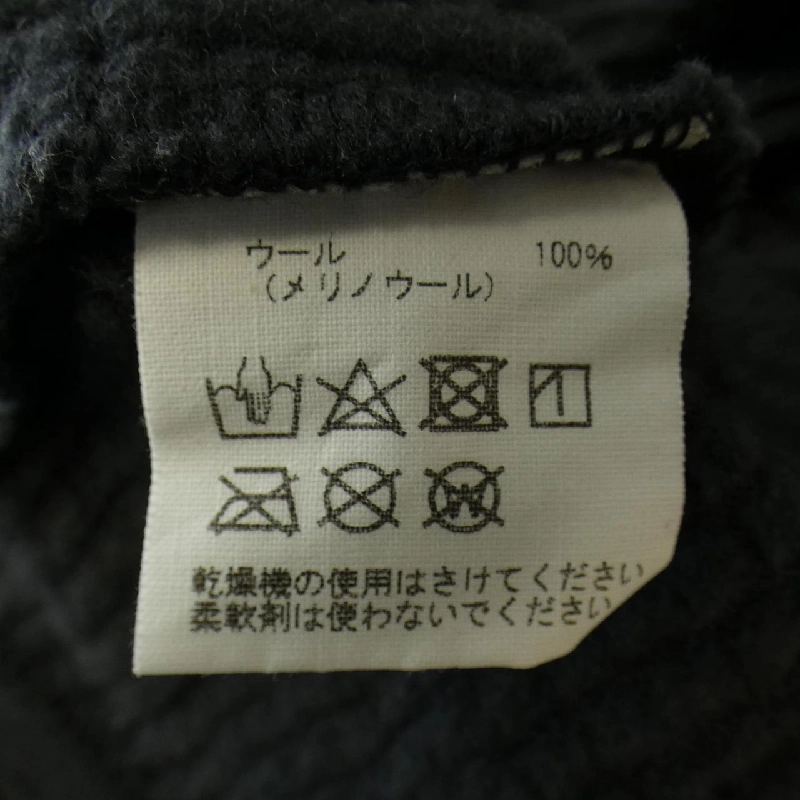 ウール 100%
(メリノウール)
乾燥機の使用はさけてください
柔軟剤は使わないでください